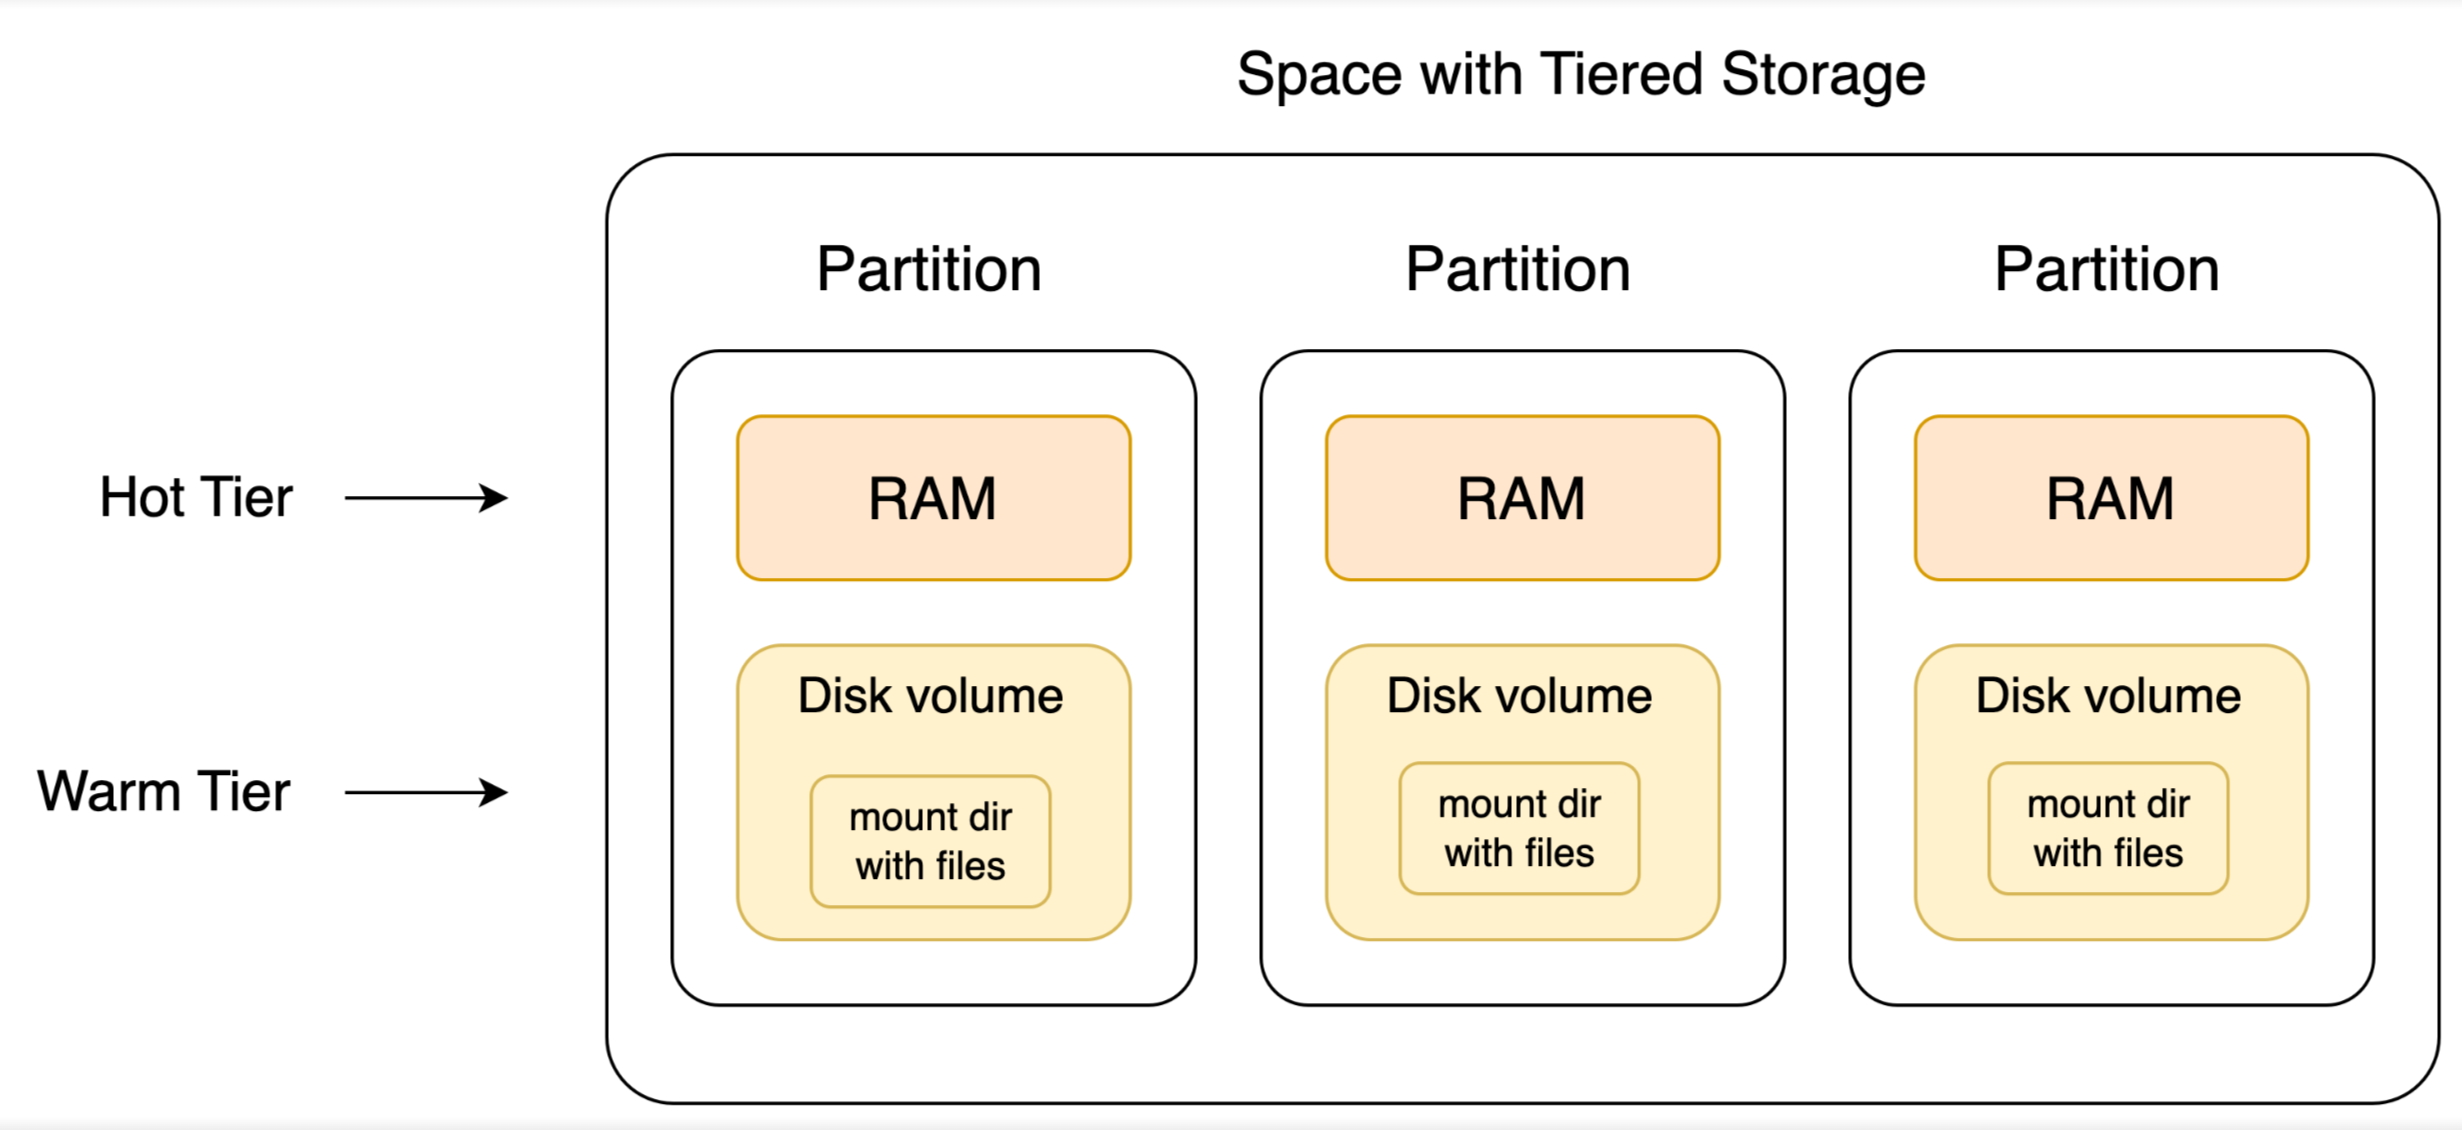 Space with Tiered Storage
Partition
Partition
Partition
Hot Tier
RAM
RAM
RAM
Warm Tier
Disk volume
mount dir
with files
Disk volume
mount dir
with files
Disk volume
mount dir
with files